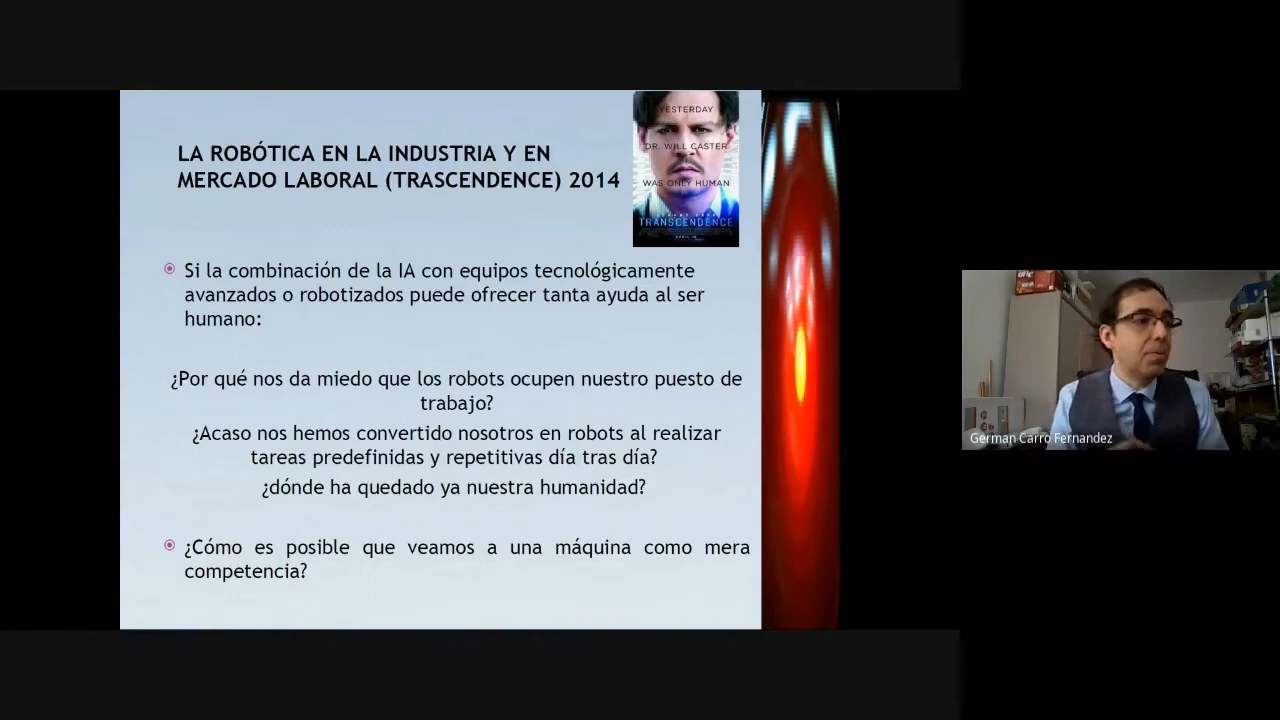 LA ROBÓTICA EN LA INDUSTRIA Y EN
MERCADO LABORAL (TRASCENDENCE) 2014
YESTERDAY
DR. WILL CASTER
WAS ONLY HUMAN
TRANSCENDENCE
Si la combinación de la IA con equipos tecnológicamente
avanzados o robotizados puede ofrecer tanta ayuda al ser
humano:
¿Por qué nos da miedo que los robots ocupen nuestro puesto de
trabajo?
¿Acaso nos hemos convertido nosotros en robots al realizar
tareas predefinidas y repetitivas día tras día?
¿dónde ha quedado ya nuestra humanidad?
¿Cómo es posible que veamos a una máquina como mera
competencia?
German Carro Fernandez